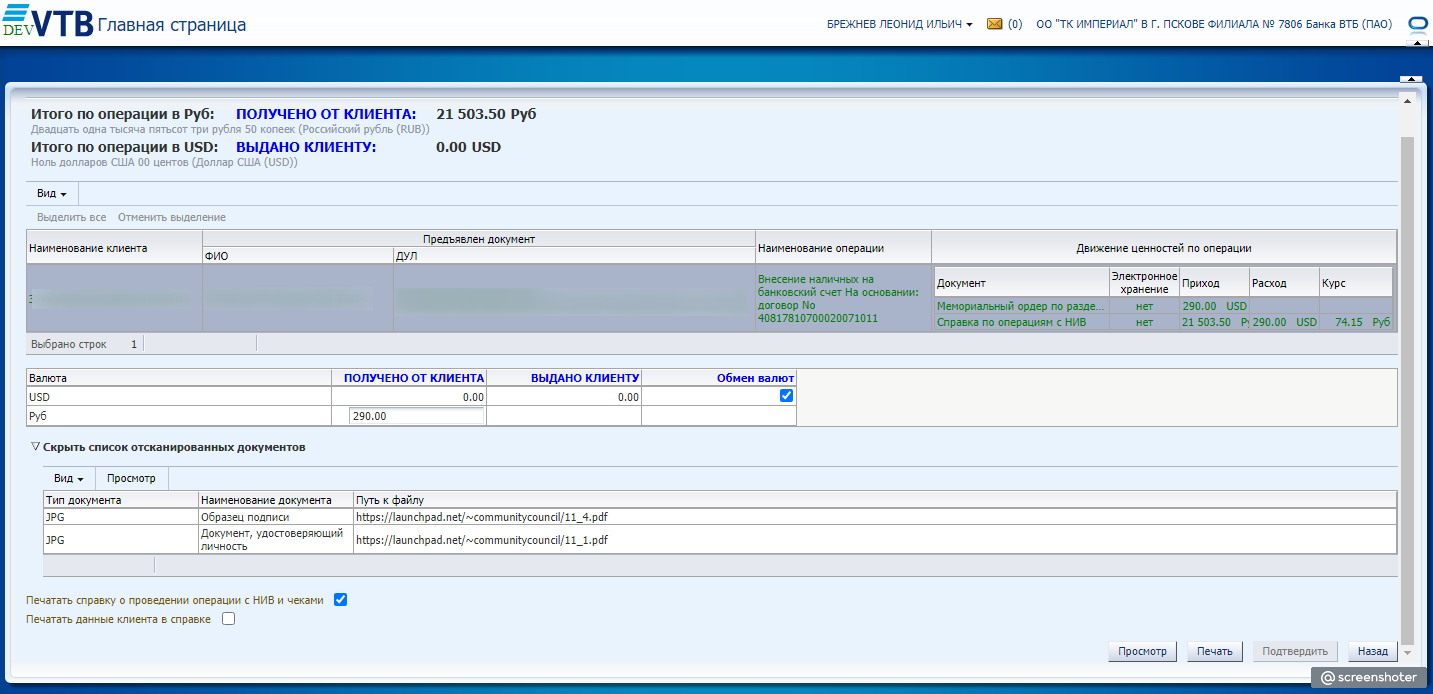 DEV VTB Главная страница
БРЕЖНЕВ ЛЕОНИД ИЛЬИЧ (0) ОО "ТК ИМПЕРИАЛ" В Г. ПСКОВЕ ФИЛИАЛА № 7806 Банка ВТБ (ПАО)
Итого по операции в Руб: ПОЛУЧЕНО ОТ КЛИЕНТА: 21 503.50 Руб
Двадцать одна тысяча пятьсот три рубля 50 копеек (Российский рубль (RUB))
Итого по операции в USD: ВЫДАНО КЛИЕНТУ: 0.00 USD
Ноль долларов США 00 центов (Доллар США (USD))
Вид
Выделить все Отменить выделение
Наименование клиента
Предъявлен документ
ФИО ДУЛ
Наименование операции
Движение ценностей по операции
Внесение наличных на
банковский счет На основании:
договор No
40817810700020071011
Документ Электронное хранение Приход Расход Курс
Мемориальный ордер по разде... нет 290.00 USD
Справка по операциям с НИВ нет 21 503.50 Ру 290.00 USD 74.15 Руб
Выбрано строк 1
Валюта ПОЛУЧЕНО ОТ КЛИЕНТА ВЫДАНО КЛИЕНТУ Обмен валют
USD 0.00 0.00
Руб 290.00
Скрыть список отсканированных документов
Вид Просмотр
Тип документа Наименование документа Путь к файлу
JPG Образец подписи https://launchpad.net/~communitycouncil/11_4.pdf
JPG Документ, удостоверяющий личность https://launchpad.net/~communitycouncil/11_1.pdf
Печатать справку о проведении операции с НИВ и чеками
Печатать данные клиента в справке
Просмотр Печать Подтвердить Назад
@screenshoter